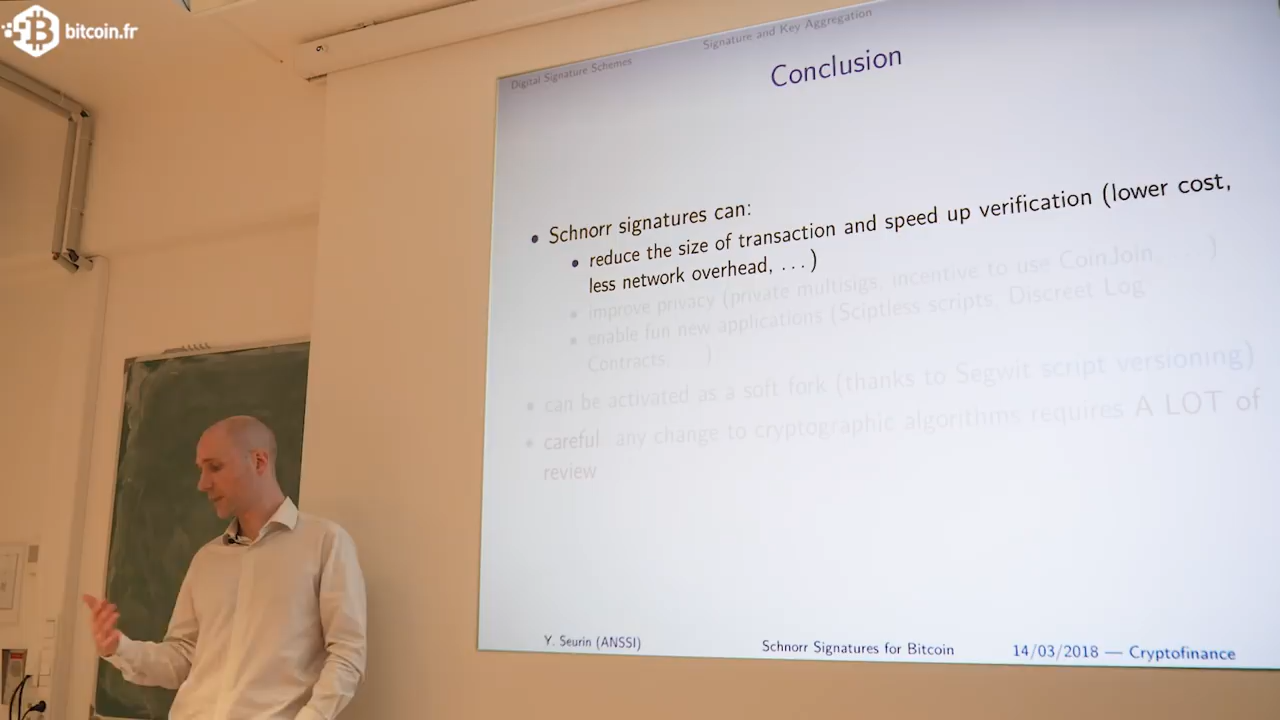 bitcoin.fr
Digital Signature Schemes
Signature and Key Aggregation
Conclusion
• Schnorr signatures can:
• reduce the size of transaction and speed up verification (lower cost,
less network overhead, ...)
• improve privacy (private multisigs, incentive to use CoinJoin, ...)
• enable fun new applications (Sciptless scripts, Discreet Log
Contracts, ...)
• can be activated as a soft fork (thanks to Segwit script versioning)
• careful: any change to cryptographic algorithms requires A LOT of
review
Y. Seurin (ANSSI)
Schnorr Signatures for Bitcoin
14/03/2018 — Cryptofinance